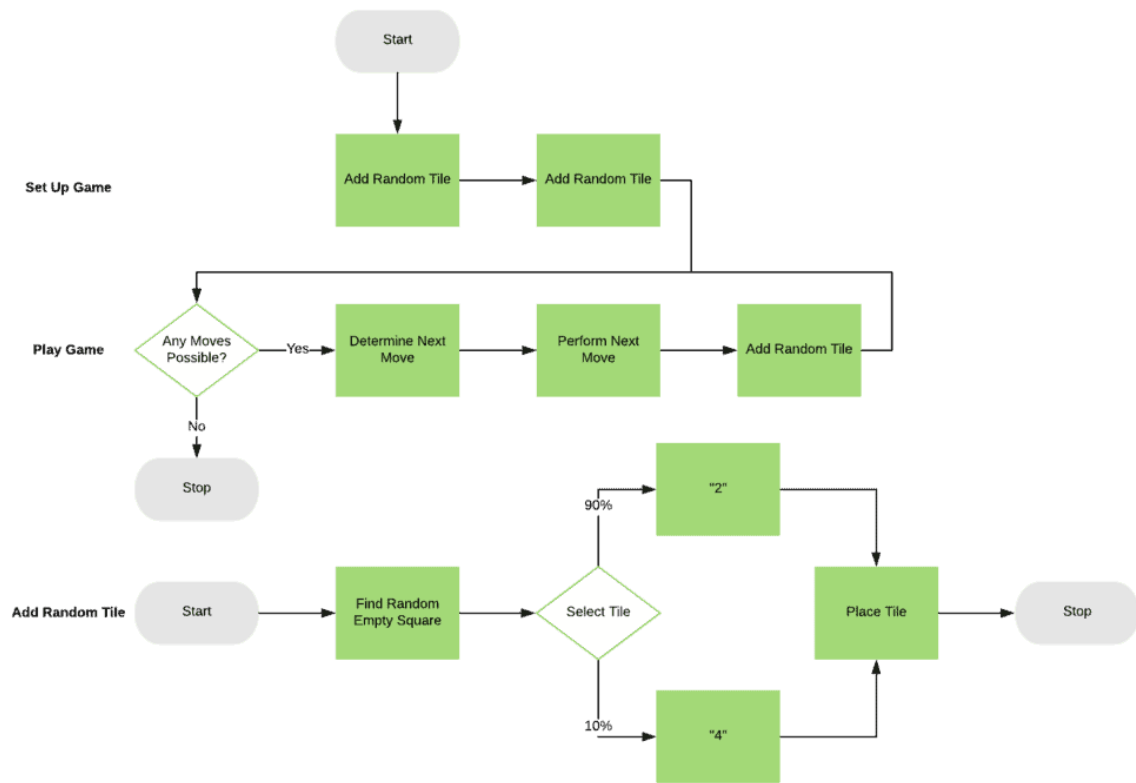 Start
Set Up Game
Add Random Tile
Add Random Tile
Play Game
Any Moves
Possible?
Yes
Determine Next
Move
Perform Next
Move
Add Random Tile
No
Stop
Add Random Tile
Start
Find Random
Empty Square
Select Tile
90%
"2"
10%
"4"
Place Tile
Stop